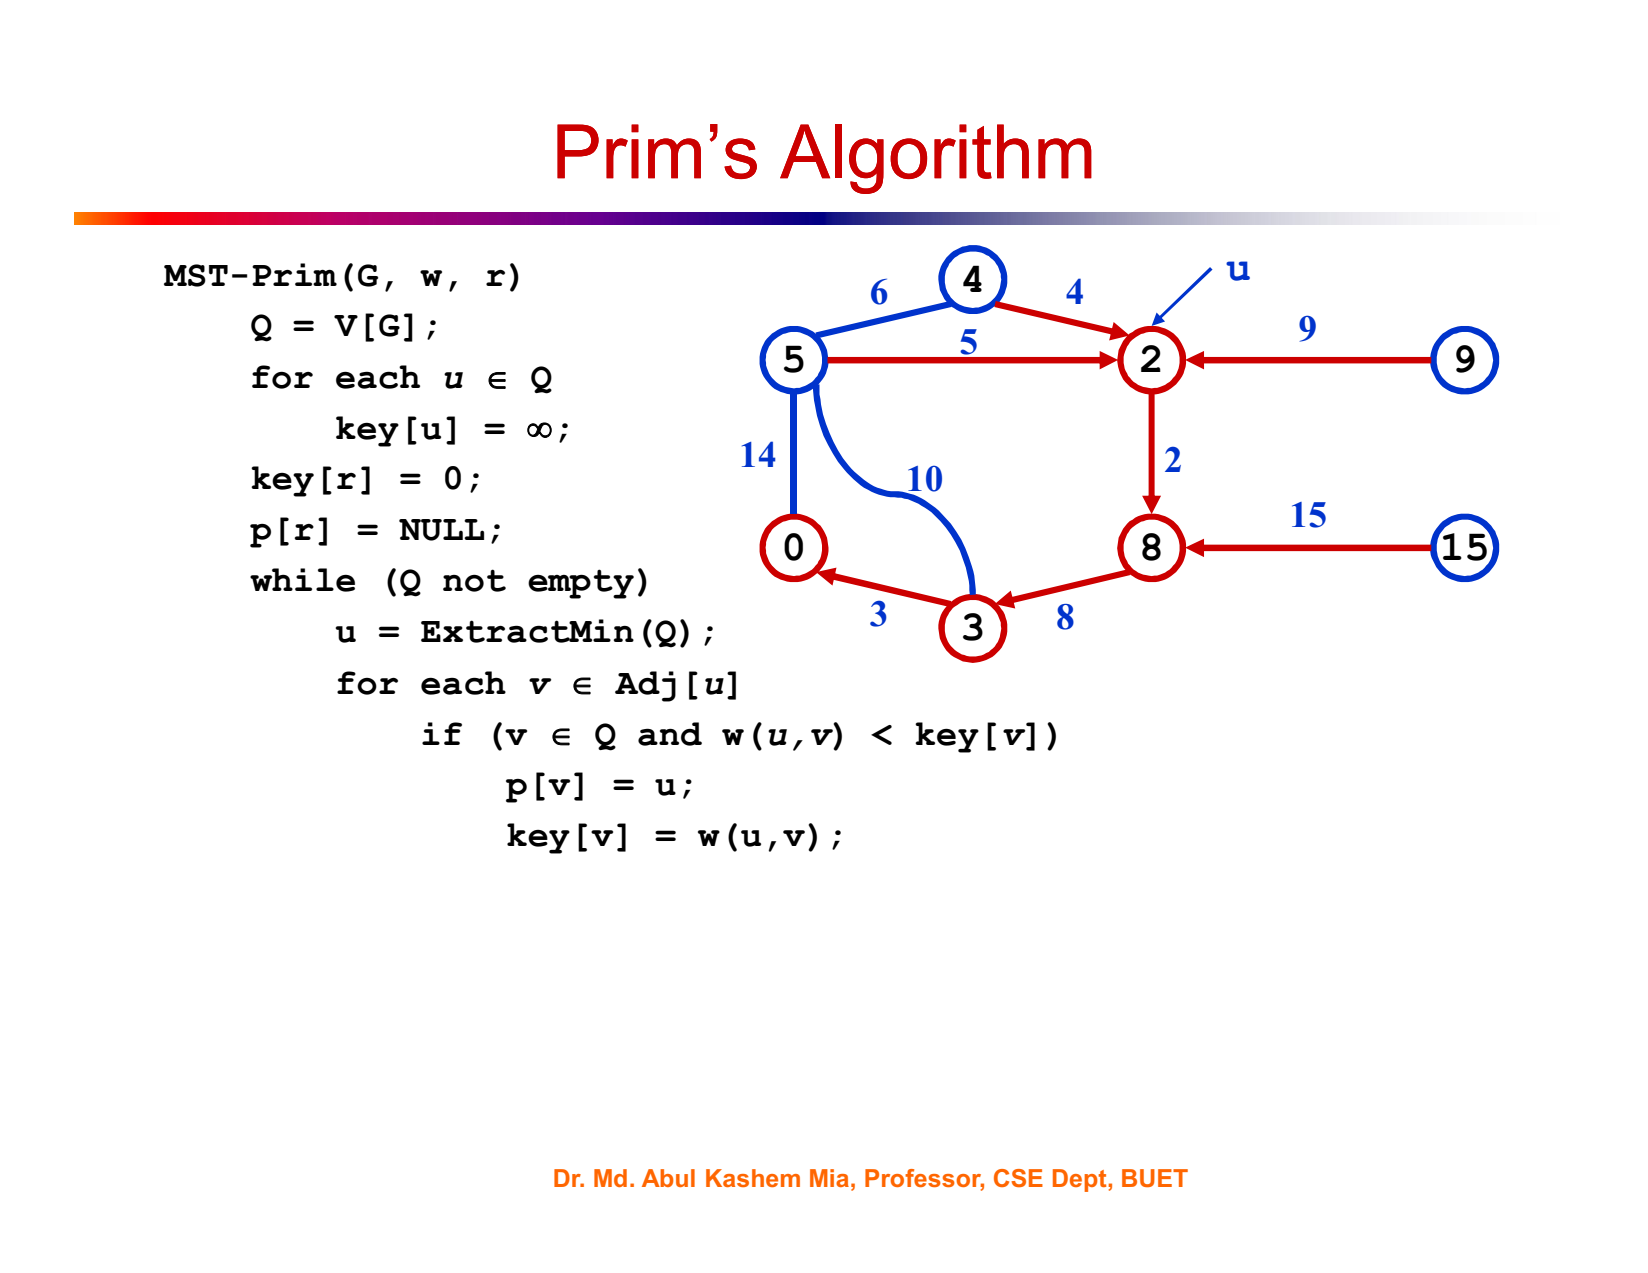 Prim’s Algorithm
MST-Prim(G, w, r)
Q = V[G];
for each u ∈ Q
key[u] = ∞;
key[r] = 0;
p[r] = NULL;
while (Q not empty)
u = ExtractMin(Q);
for each v ∈ Adj[u]
if (v ∈ Q and w(u,v) < key[v])
p[v] = u;
key[v] = w(u,v);
4
u
6
4
9
5
5
2
9
14
10
2
15
0
8
15
3
3
8
Dr. Md. Abul Kashem Mia, Professor, CSE Dept, BUET